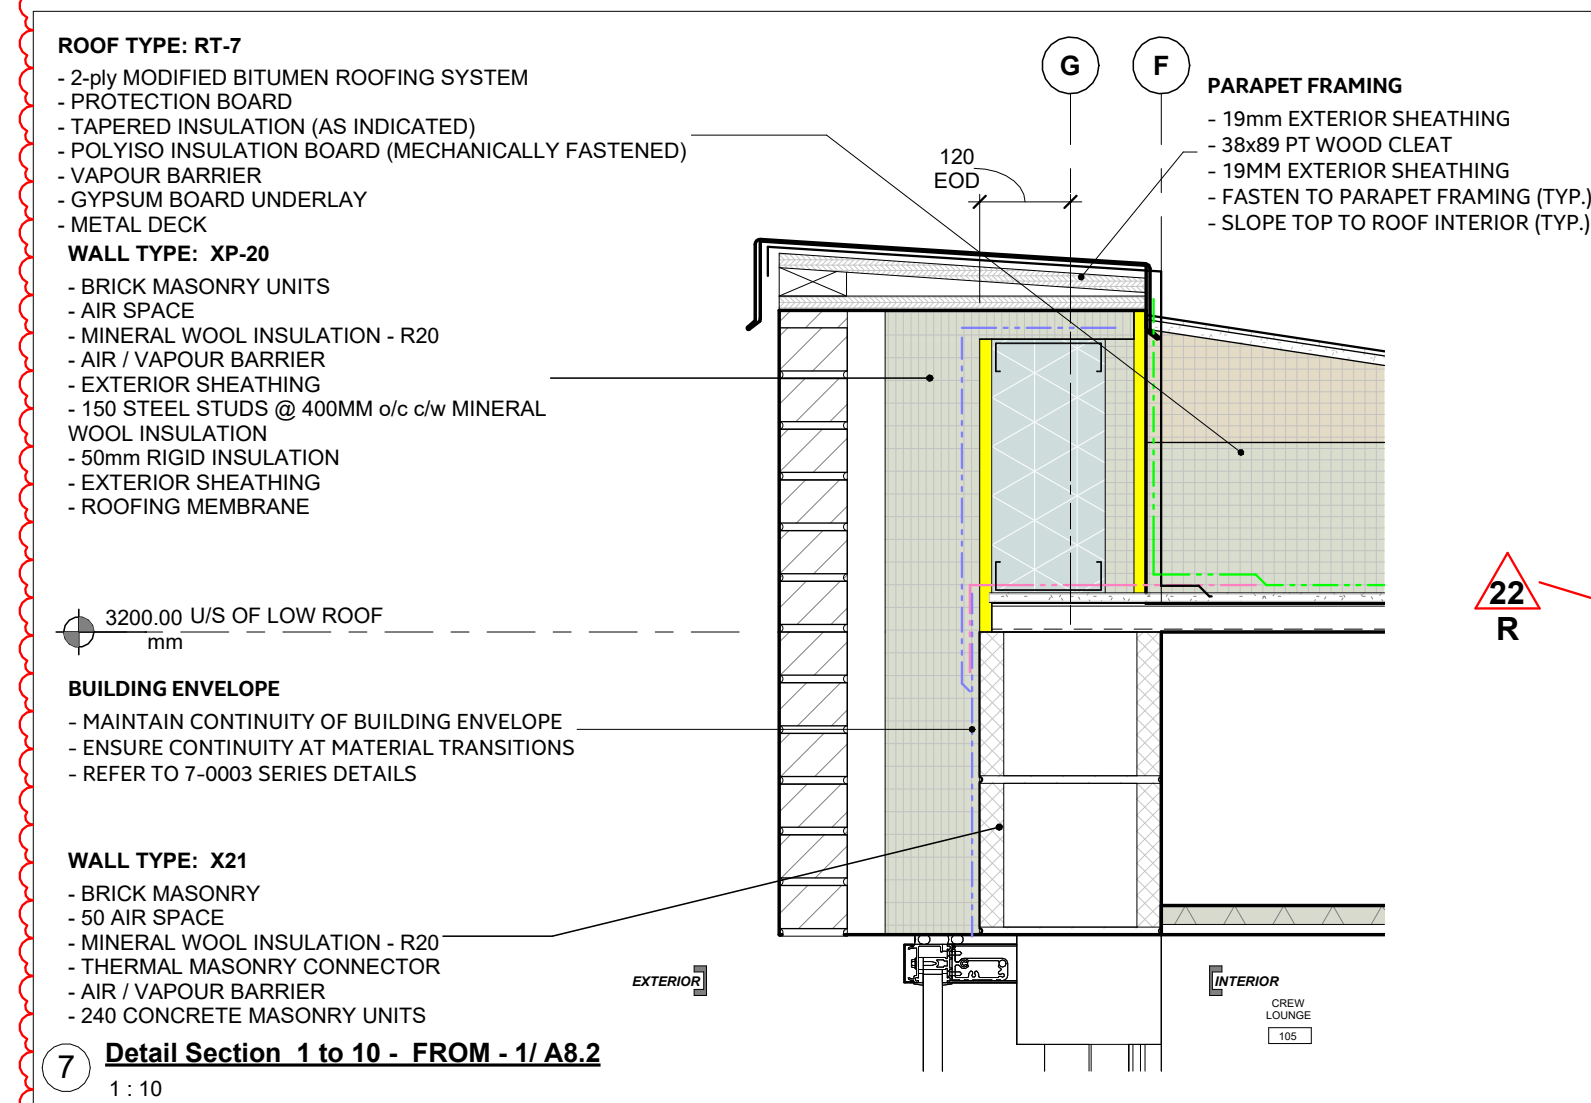 ROOF TYPE: RT-7
- 2-ply MODIFIED BITUMEN ROOFING SYSTEM
- PROTECTION BOARD
- TAPERED INSULATION (AS INDICATED)
- POLYISO INSULATION BOARD (MECHANICALLY FASTENED)
- VAPOUR BARRIER
- GYPSUM BOARD UNDERLAY
- METAL DECK
WALL TYPE: XP-20
- BRICK MASONRY UNITS
- AIR SPACE
- MINERAL WOOL INSULATION - R20
- AIR / VAPOUR BARRIER
- EXTERIOR SHEATHING
- 150 STEEL STUDS @ 400MM o/c c/w MINERAL
WOOL INSULATION
- 50mm RIGID INSULATION
- EXTERIOR SHEATHING
- ROOFING MEMBRANE
3200.00 U/S OF LOW ROOF
mm
BUILDING ENVELOPE
- MAINTAIN CONTINUITY OF BUILDING ENVELOPE
- ENSURE CONTINUITY AT MATERIAL TRANSITIONS
- REFER TO 7-0003 SERIES DETAILS
WALL TYPE: X21
- BRICK MASONRY
- 50 AIR SPACE
- MINERAL WOOL INSULATION - R20
- THERMAL MASONRY CONNECTOR
- AIR / VAPOUR BARRIER
- 240 CONCRETE MASONRY UNITS
7
Detail Section 1 to 10 - FROM - 1/ A8.2
1 : 10
G
F
120
EOD
PARAPET FRAMING
- 19mm EXTERIOR SHEATHING
- 38x89 PT WOOD CLEAT
- 19MM EXTERIOR SHEATHING
- FASTEN TO PARAPET FRAMING (TYP.)
- SLOPE TOP TO ROOF INTERIOR (TYP.)
22
R
EXTERIOR
INTERIOR
CREW
LOUNGE
105